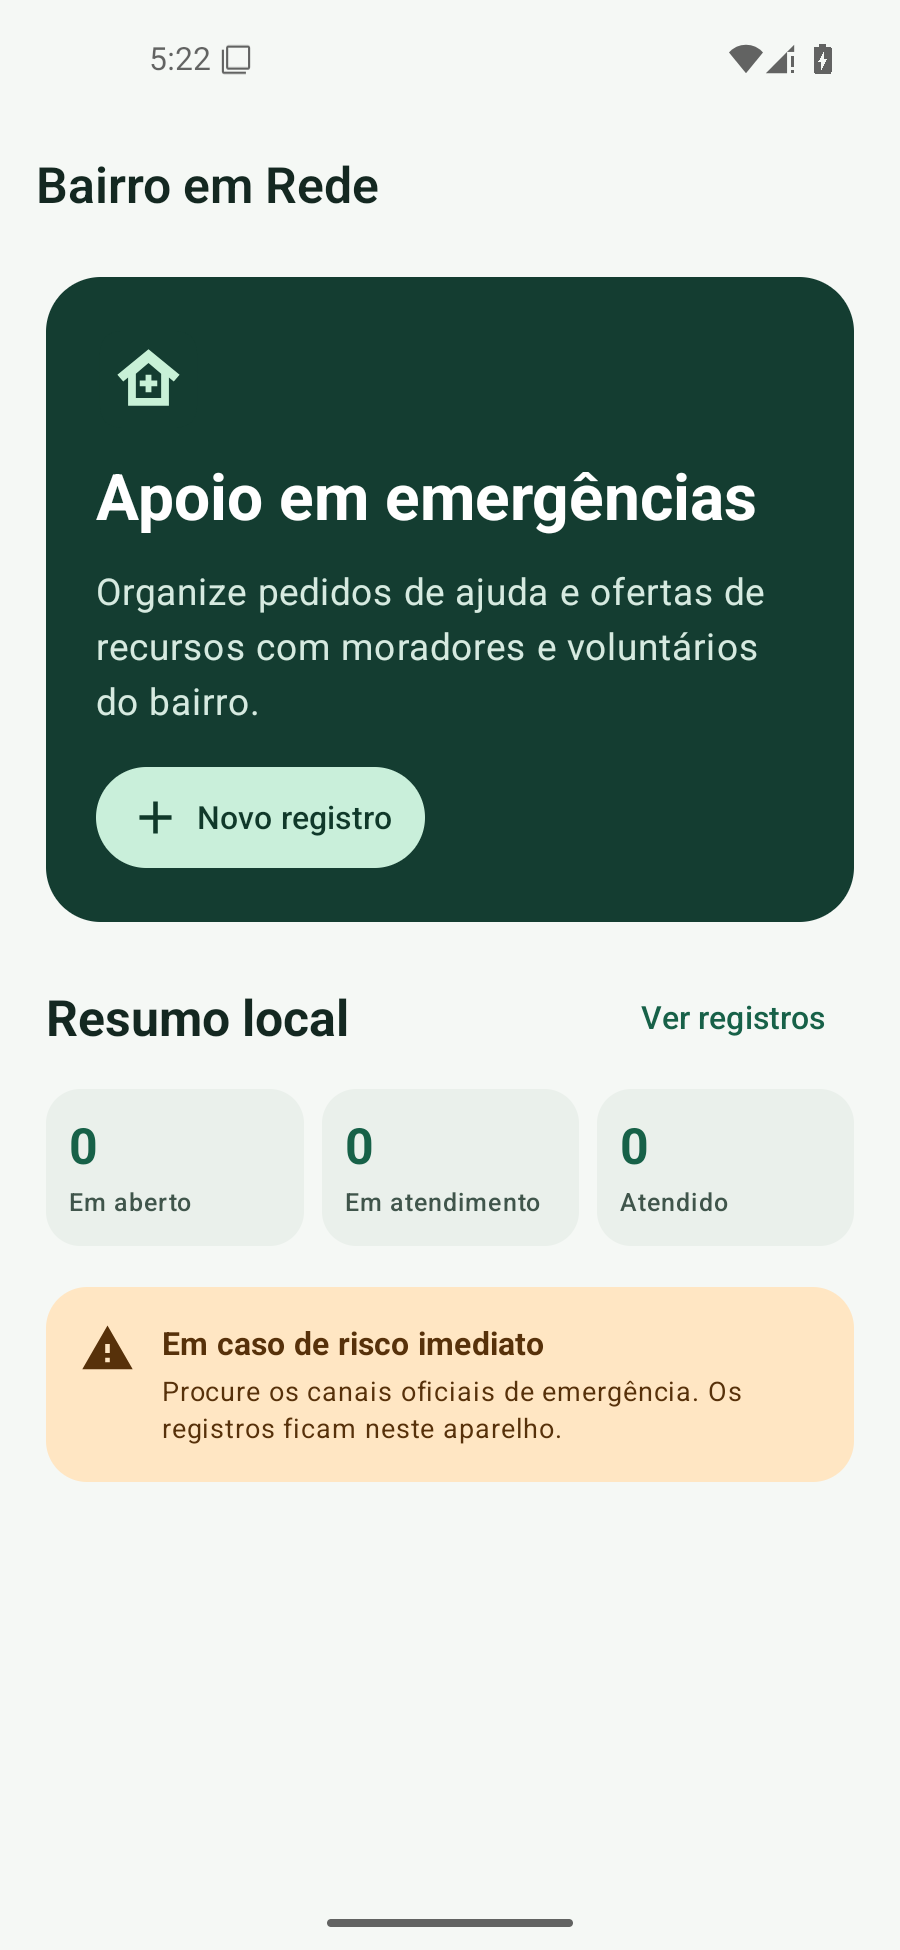 5:22
Bairro em Rede
Apoio em emergências
Organize pedidos de ajuda e ofertas de
recursos com moradores e voluntários
do bairro.
Novo registro
Resumo local
Ver registros
0
Em aberto
0
Em atendimento
0
Atendido
Em caso de risco imediato
Procure os canais oficiais de emergência. Os
registros ficam neste aparelho.